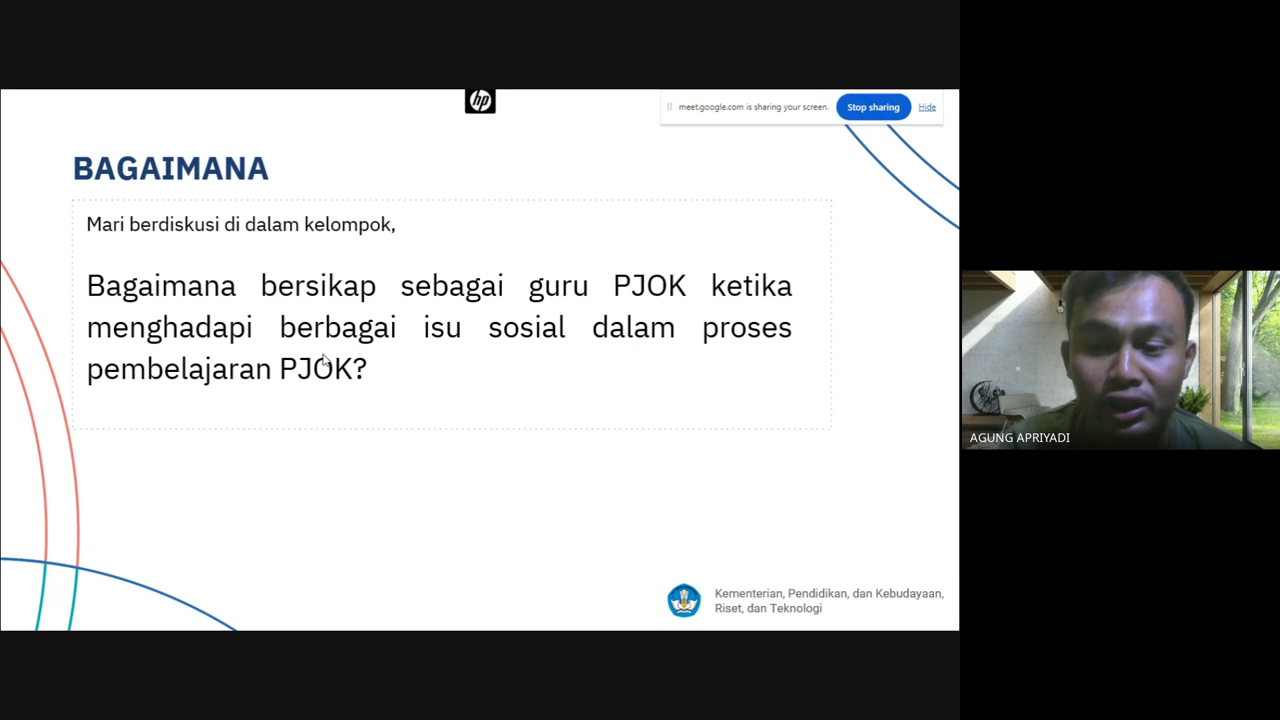 hp
meet.google.com is sharing your screen.
Stop sharing
Hide
BAGAIMANA
Mari berdiskusi di dalam kelompok,
Bagaimana bersikap sebagai guru PJOK ketika
menghadapi berbagai isu sosial dalam proses
pembelajaran PJOK?
AGUNG APRIYADI
Kementerian, Pendidikan, dan Kebudayaan,
Riset, dan Teknologi